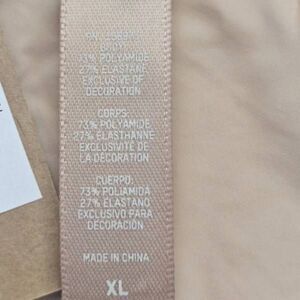 BODY:
73% POLYAMIDE
27% ELASTANE
EXCLUSIVE OF
DECORATION
CORPS:
73% POLYAMIDE
27% ELASTHANNE
EXCLUSIVITÉ DE
LA DÉCORATION
CUERPO:
73% POLIAMIDA
27% ELASTANO
EXCLUSIVO PARA
DECORACIÓN
MADE IN CHINA
XL